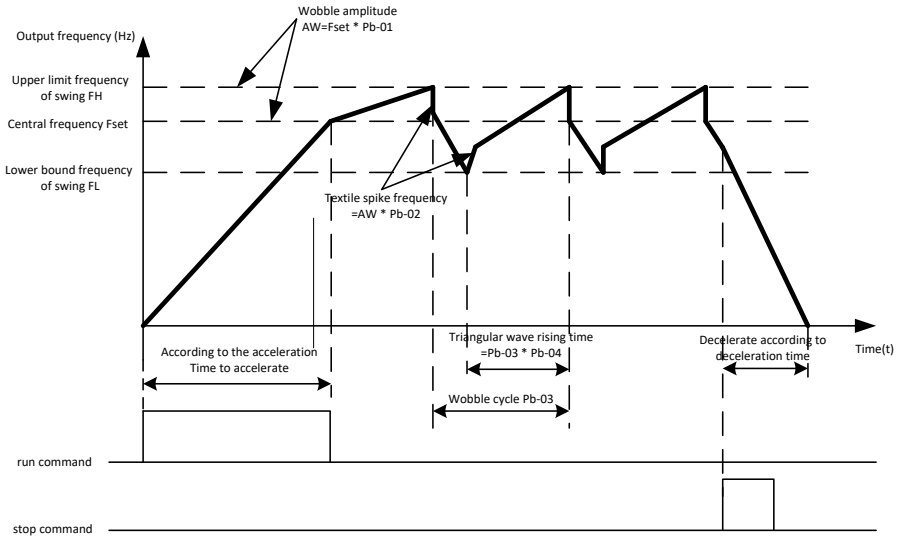 Wobble amplitude
AW=Fset * Pb-01
Output frequency (Hz)
Upper limit frequency
of swing FH
Central frequency Fset
Lower bound frequency
of swing FL
Textile spike frequency
=AW * Pb-02
According to the acceleration
Time to accelerate
Triangular wave rising time
=Pb-03 * Pb-04
Decelerate according to
deceleration time
Time(t)
Wobble cycle Pb-03
run command
stop command